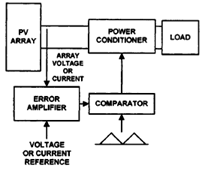 PV
ARRAY
POWER
CONDITIONER
LOAD
ARRAY
VOLTAGE
OR
CURRENT
ERROR
AMPLIFIER
COMPARATOR
VOLTAGE
OR CURRENT
REFERENCE